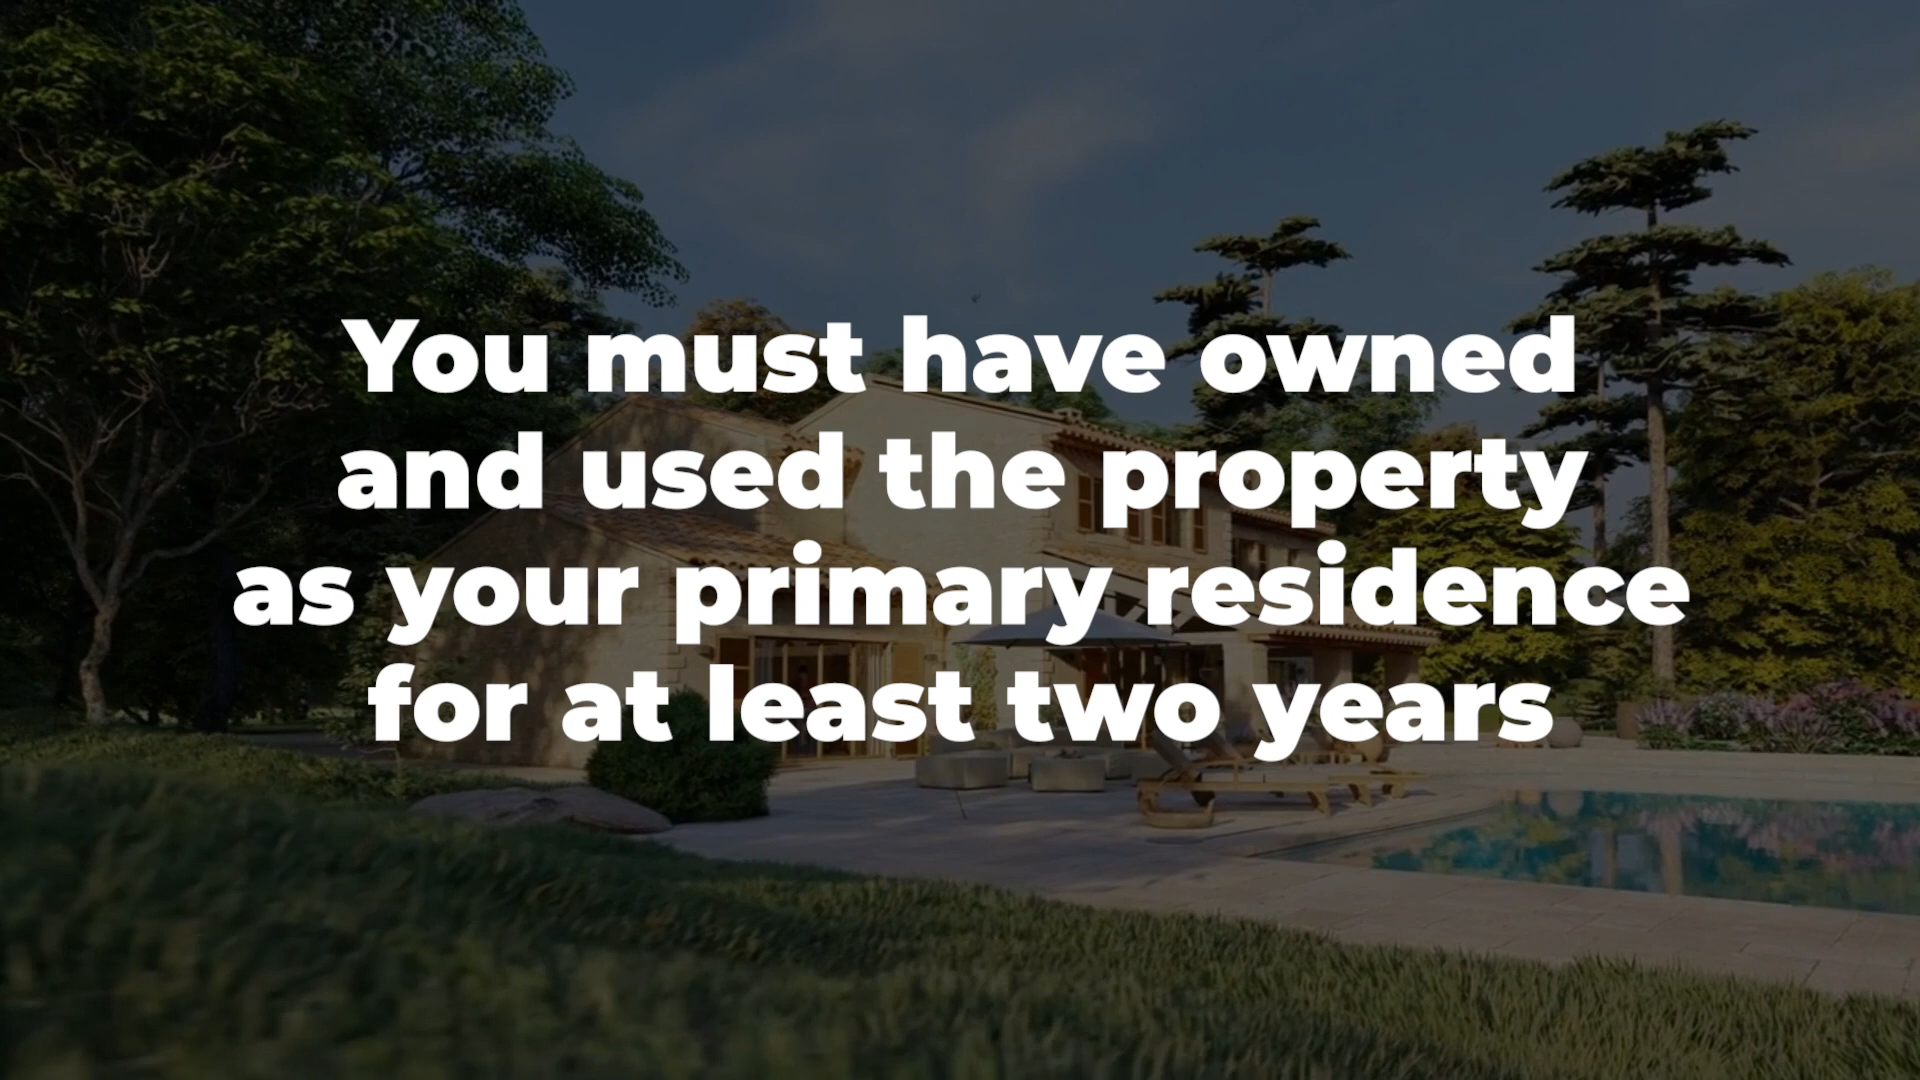 You must have owned
and used the property
as your primary residence
for at least two years